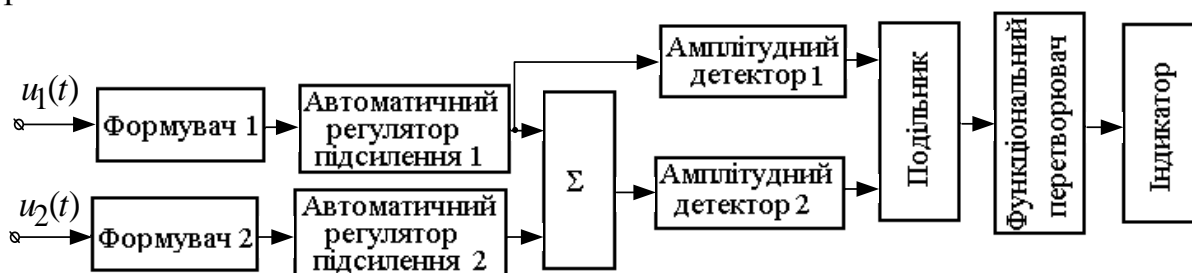 u1(t)
Формувач 1
Автоматичний
регулятор
підсилення 1
u2(t)
Формувач 2
Автоматичний
регулятор
підсилення 2
Σ
Амплітудний
детектор 1
Амплітудний
детектор 2
Подільник
Функціональний
перетворювач
Індикатор